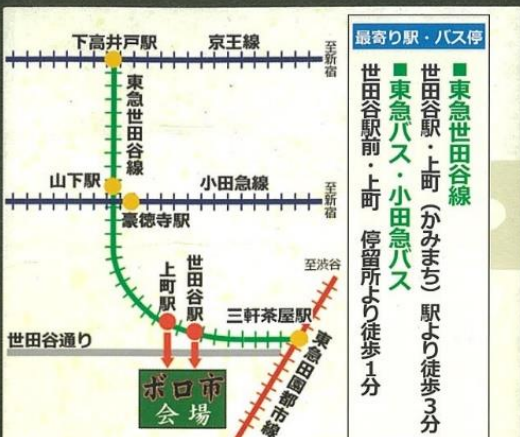 下高井戸駅
京王線
至新宿
東急世田谷線
山下駅
小田急線
至新宿
豪徳寺駅
至渋谷
上町駅
世田谷駅
三軒茶屋駅
世田谷通り
東急田園都市線
ボロ市
会場
最寄り駅・バス停
■東急世田谷線
世田谷駅・上町(かみまち)駅より徒歩3分
■東急バス・小田急バス
世田谷駅前・上町 停留所より徒歩1分